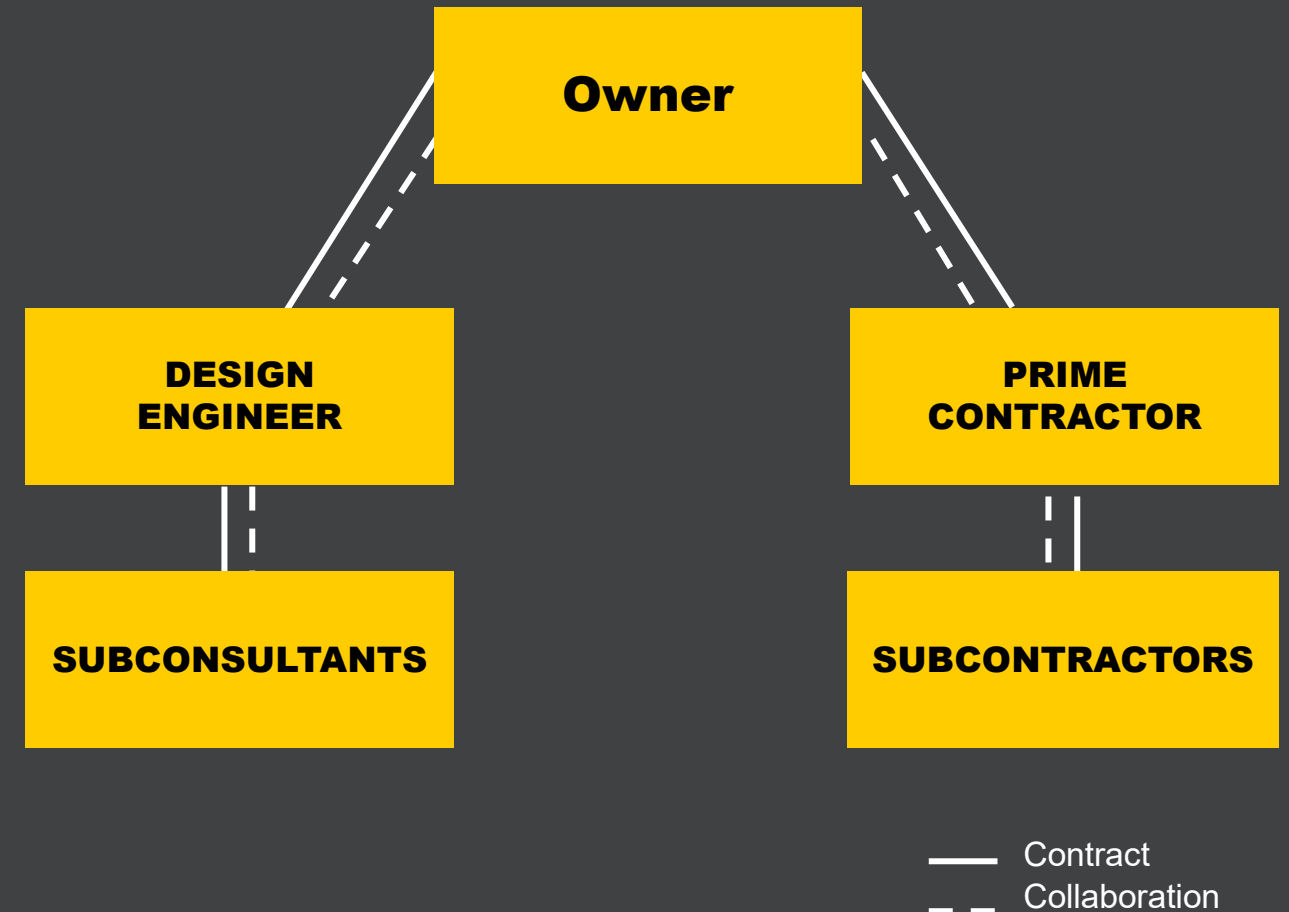 Owner
DESIGN
ENGINEER
PRIME
CONTRACTOR
SUBCONSULTANTS
SUBCONTRACTORS
Contract
Collaboration